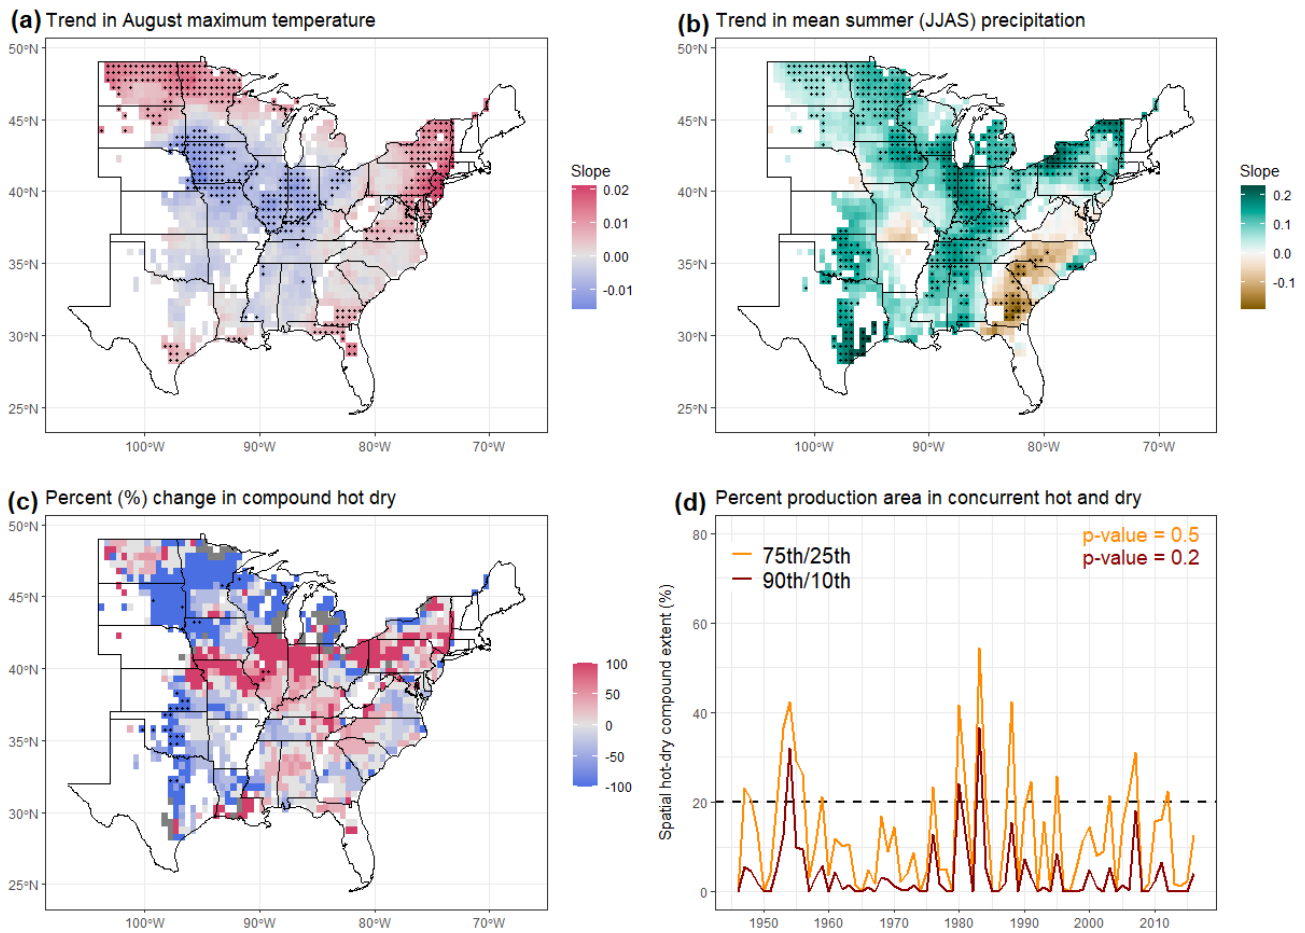 (a) Trend in August maximum temperature
50°N
45°N
40°N
35°N
30°N
25°N
100°W 90°W 80°W 70°W
Slope
0.02
0.01
0.00
-0.01
(b) Trend in mean summer (JJAS) precipitation
50°N
45°N
40°N
35°N
30°N
25°N
100°W 90°W 80°W 70°W
Slope
0.2
0.1
0.0
-0.1
(c) Percent (%) change in compound hot dry
50°N
45°N
40°N
35°N
30°N
25°N
100°W 90°W 80°W 70°W
100
50
0
-50
-100
(d) Percent production area in concurrent hot and dry
Spatial hot-dry compound extent (%)
80
60
40
20
0
75th/25th
90th/10th
p-value = 0.5
p-value = 0.2
1950 1960 1970 1980 1990 2000 2010